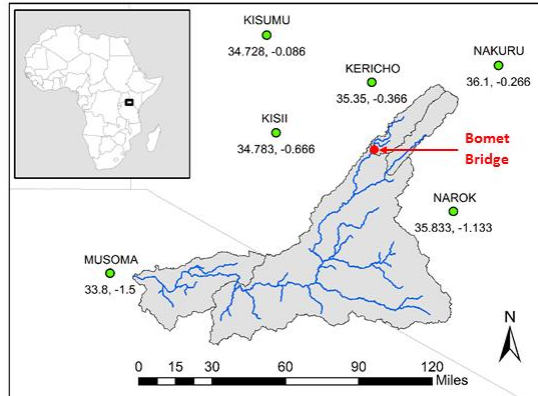 KISUMU
34.728, -0.086
NAKURU
36.1, -0.266
KERICHO
35.35, -0.366
KISII
34.783, -0.666
Bomet
Bridge
NAROK
35.833, -1.133
MUSOMA
33.8, -1.5
N
0 15 30 60 90 120
Miles